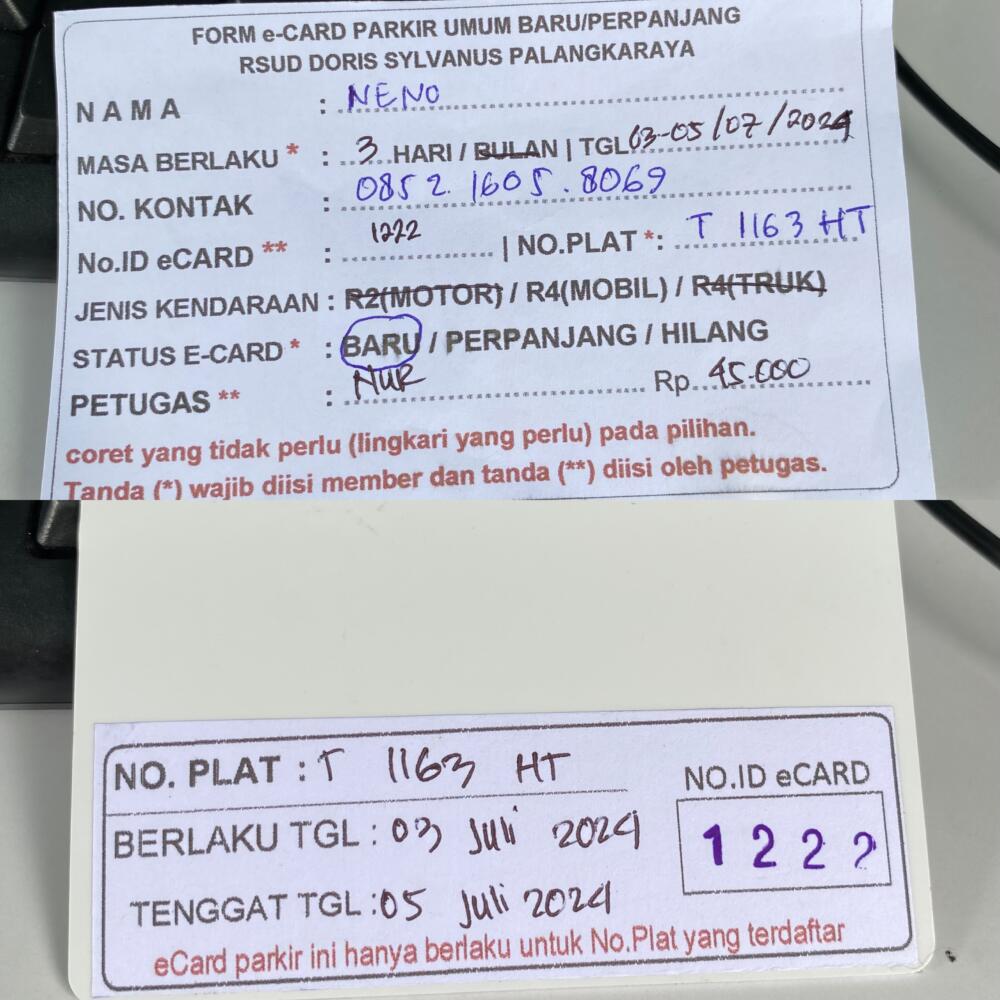 FORM e-CARD PARKIR UMUM BARU/PERPANJANG
RSUD DORIS SYLVANUS PALANGKARAYA
NAMA : NENO
MASA BERLAKU * : 3 HARI / BULAN | TGL 03-05/07/2024
NO. KONTAK : 0852.1605.8069
No.ID eCARD ** : 1222 | NO.PLAT *: T 1163 HT
JENIS KENDARAAN : R2(MOTOR) / R4(MOBIL) / R4(TRUK)
STATUS E-CARD * : BARU / PERPANJANG / HILANG
PETUGAS ** : NUR Rp. 45.000
coret yang tidak perlu (lingkari yang perlu) pada pilihan.
Tanda (*) wajib diisi member dan tanda (**) diisi oleh petugas.
NO. PLAT : T 1163 HT
NO.ID eCARD
BERLAKU TGL : 03 Juli 2024
1222
TENGGAT TGL : 05 Juli 2024
eCard parkir ini hanya berlaku untuk No.Plat yang terdaftar